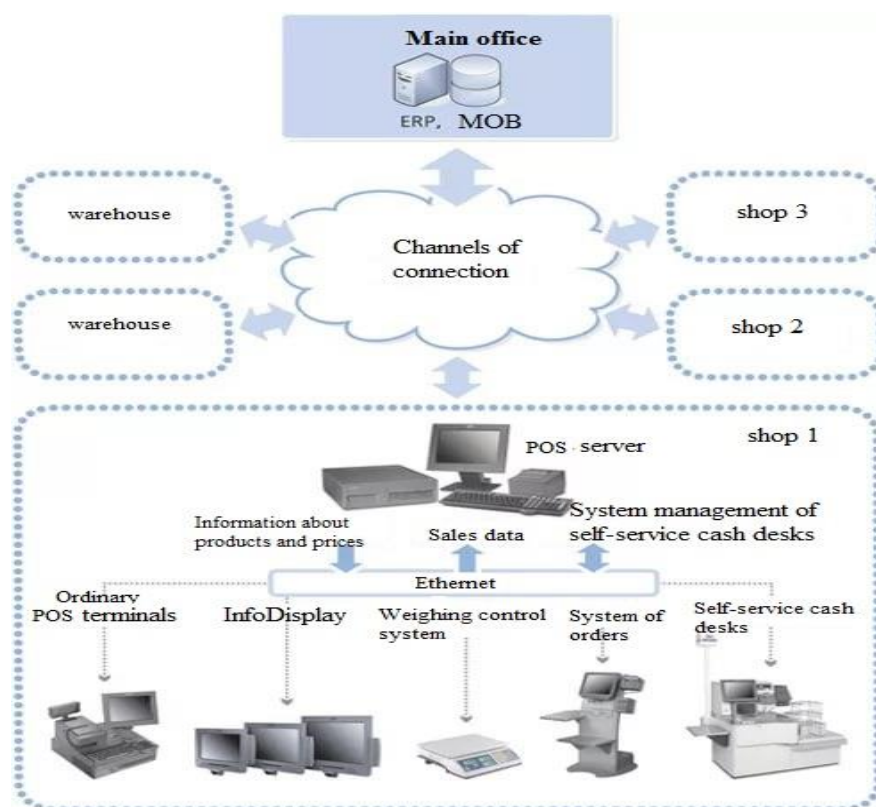 Main office
ERP, MOB
warehouse
shop 3
Channels of
connection
warehouse
shop 2
shop 1
POS server
System management of
self-service cash desks
Information about
products and prices
Sales data
Ethernet
Ordinary
POS terminals
InfoDisplay
Weighing control
system
System of
orders
Self-service cash
desks